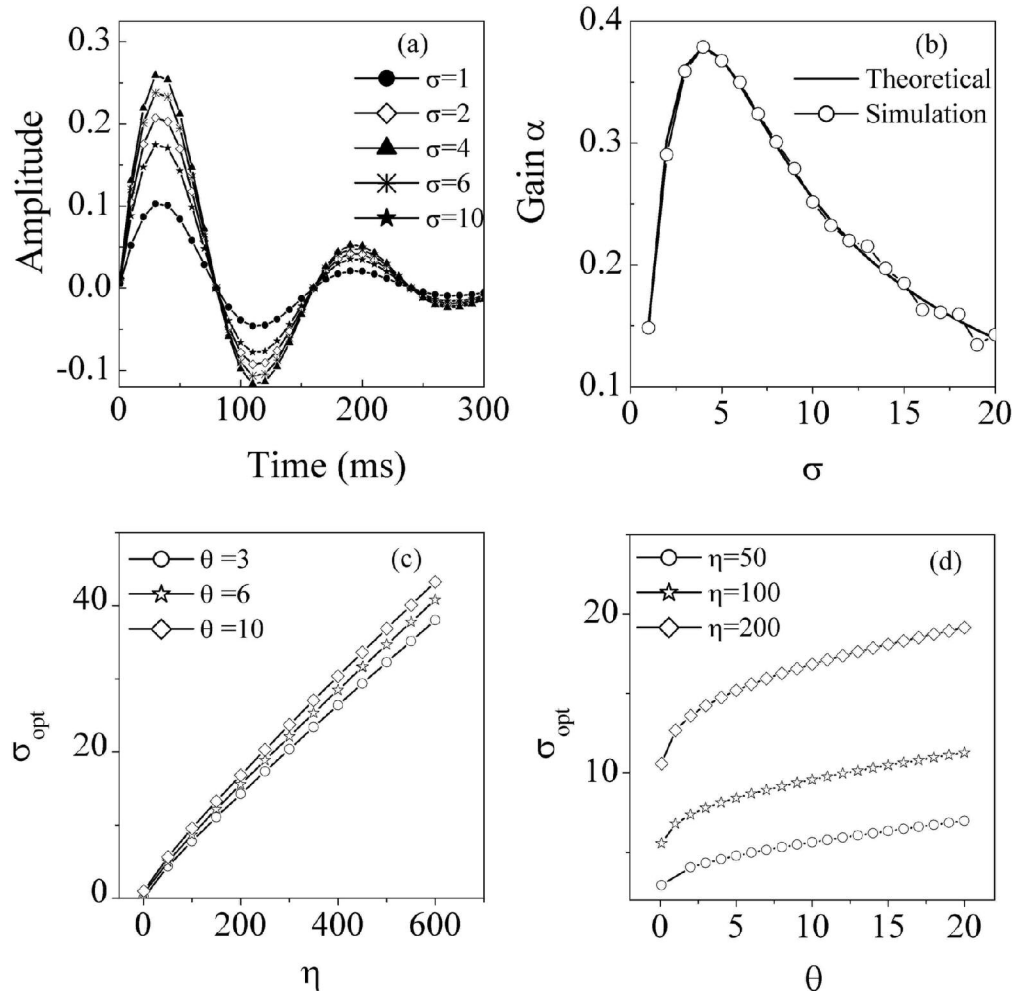 (a)
σ=1
σ=2
σ=4
σ=6
σ=10
0.3
0.2
0.1
0.0
-0.1
Amplitude
0 100 200 300
Time (ms)
(b)
Theoretical
Simulation
0.4
0.3
0.2
0.1
Gain α
0 5 10 15 20
σ
(c)
θ =3
θ =6
θ =10
40
20
0
σopt
0 200 400 600
η
(d)
η=50
η=100
η=200
20
10
σopt
0 5 10 15 20
θ